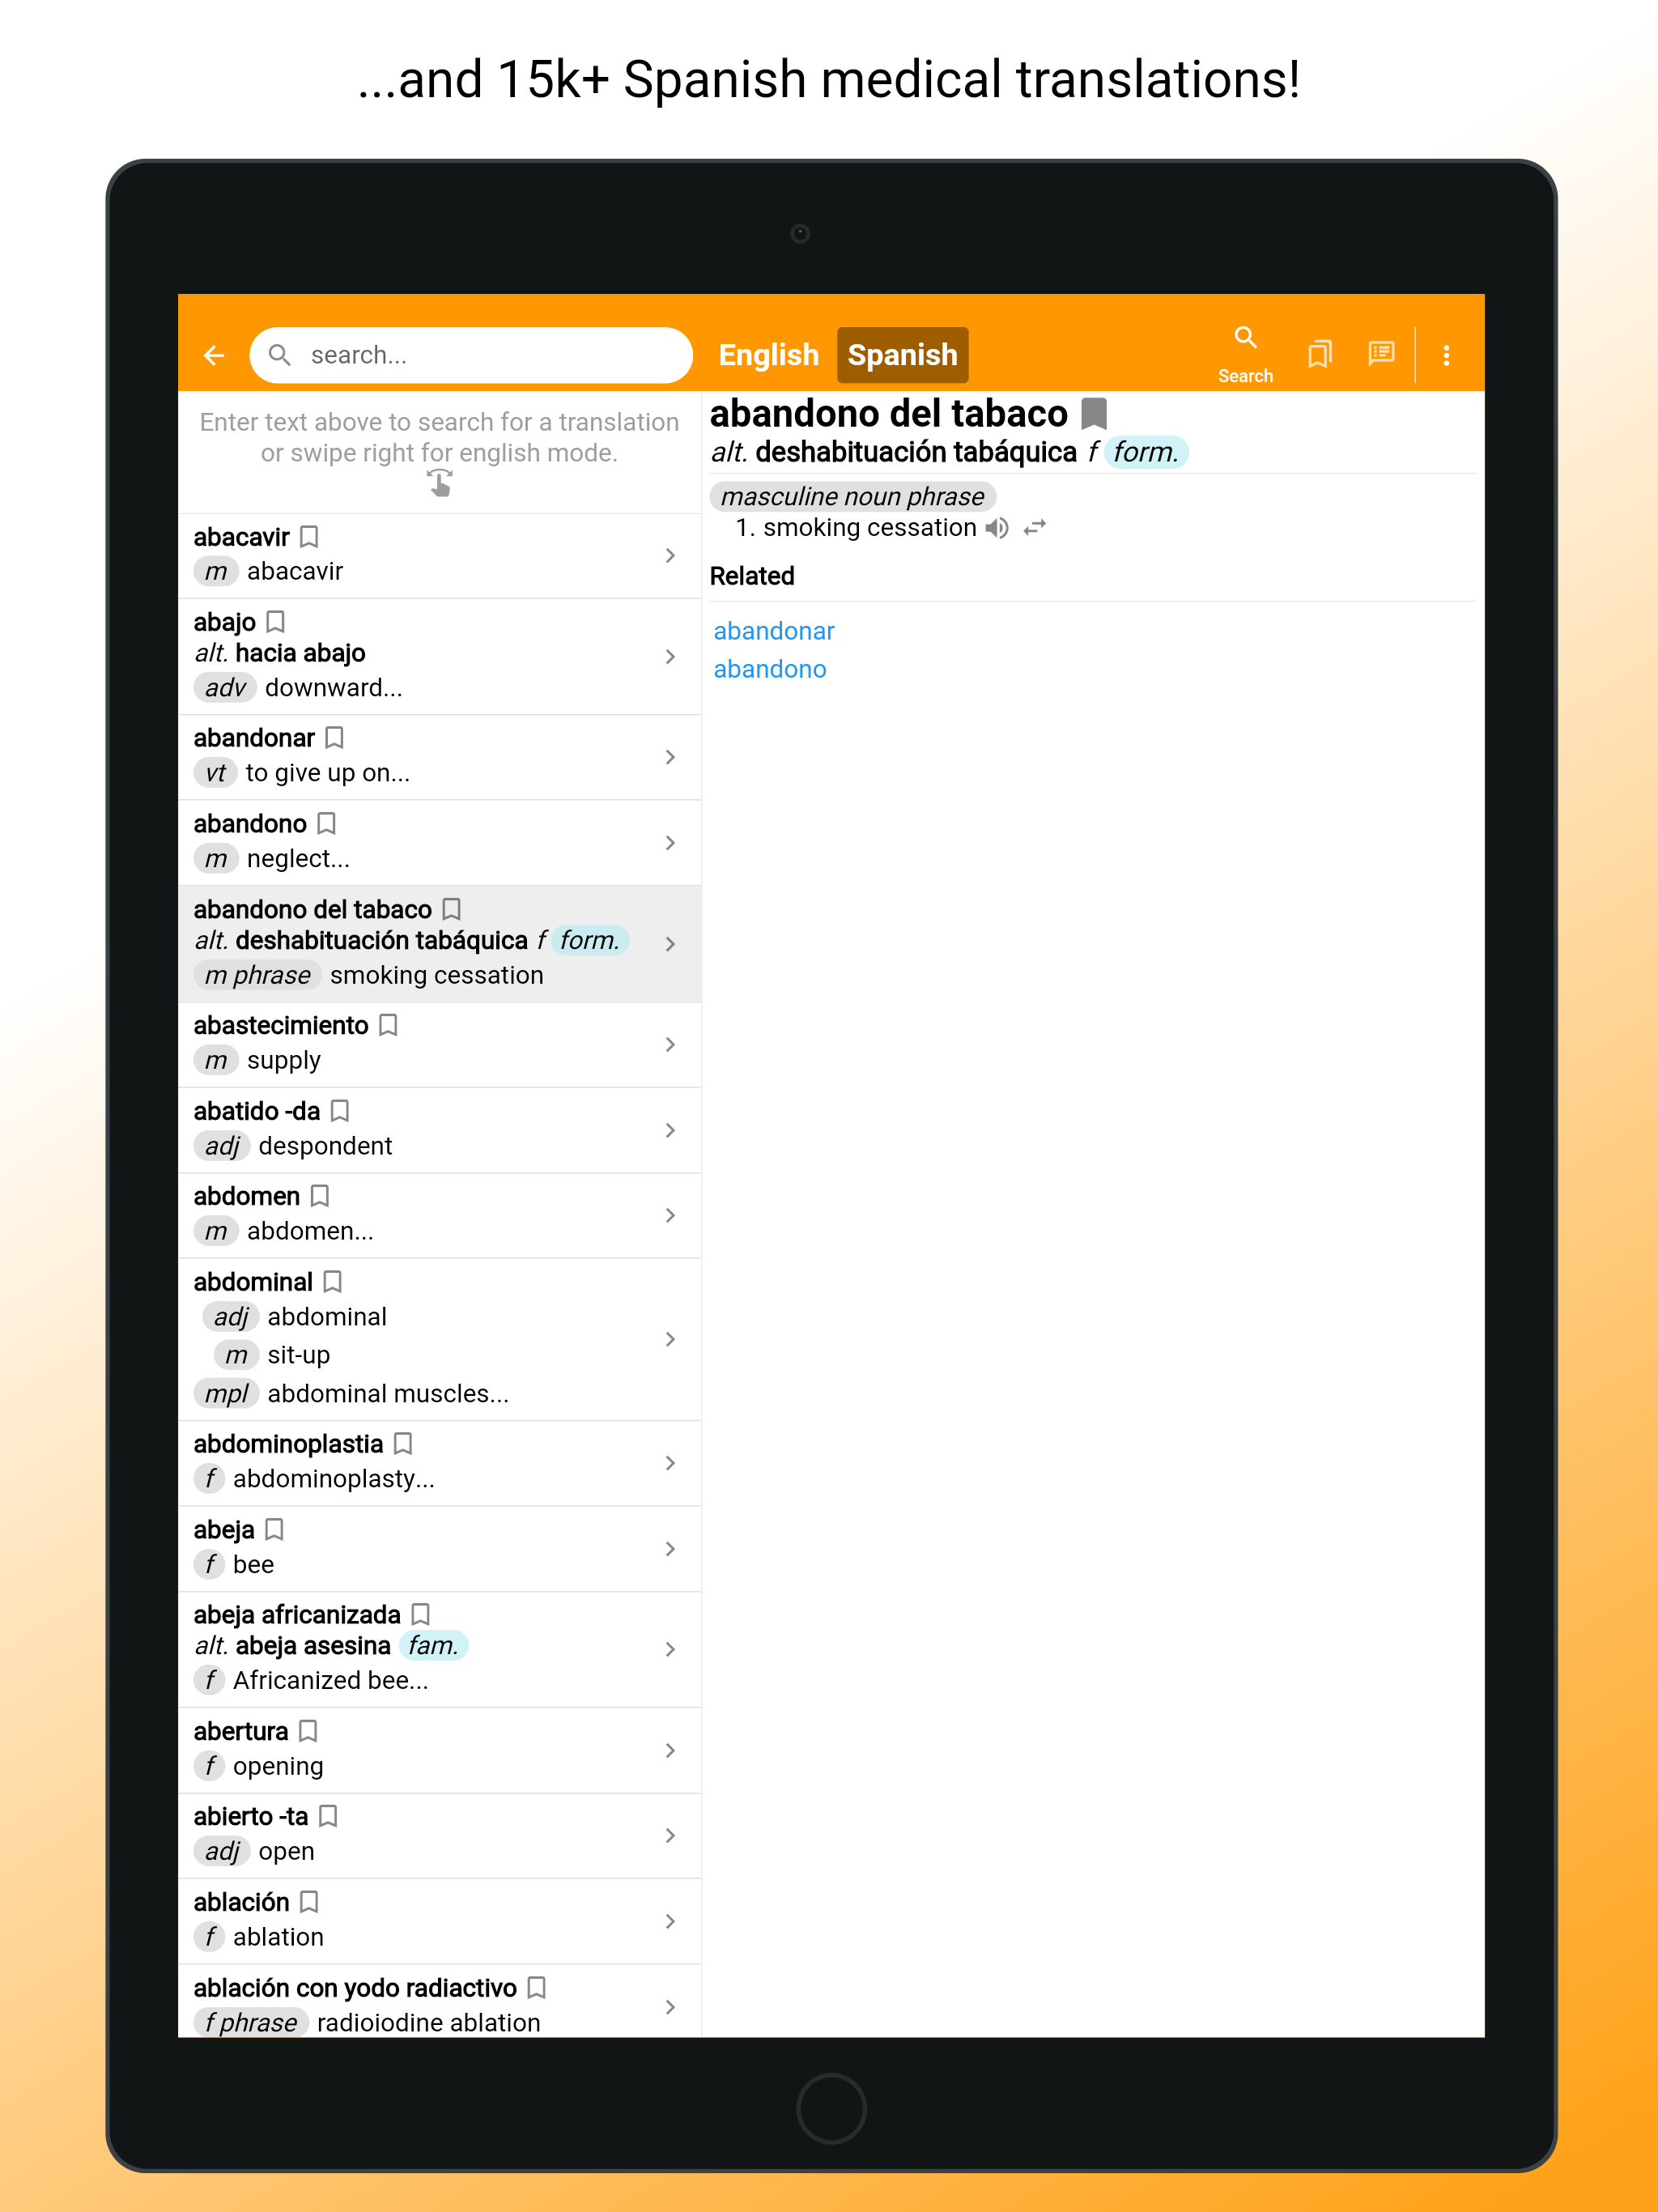 ...and 15k+ Spanish medical translations!
search...
English Spanish
Search
Enter text above to search for a translation
or swipe right for english mode.
abacavir
m abacavir
abajo
alt. hacia abajo
adv downward...
abandonar
vt to give up on...
abandono
m neglect...
abandono del tabaco
alt. deshabituación tabáquica f form.
m phrase smoking cessation
abastecimiento
m supply
abatido -da
adj despondent
abdomen
m abdomen...
abdominal
adj abdominal
m sit-up
mpl abdominal muscles...
abdominoplastia
f abdominoplasty...
abeja
f bee
abeja africanizada
alt. abeja asesina fam.
f Africanized bee...
abertura
f opening
abierto -ta
adj open
ablación
f ablation
ablación con yodo radiactivo
f phrase radioiodine ablation
abandono del tabaco
alt. deshabituación tabáquica f form.
masculine noun phrase
1. smoking cessation
Related
abandonar
abandono